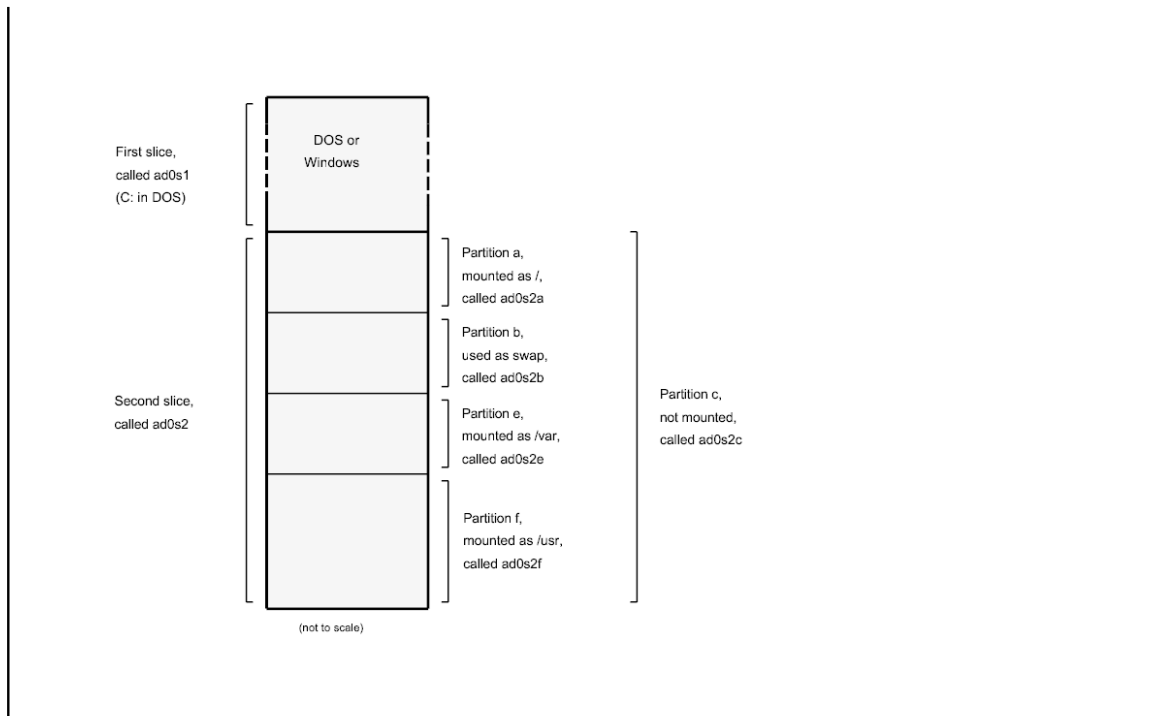 DOS or
Windows
First slice,
called ad0s1
(C: in DOS)
Partition a,
mounted as /,
called ad0s2a
Partition b,
used as swap,
called ad0s2b
Second slice,
called ad0s2
Partition c,
not mounted,
called ad0s2c
Partition e,
mounted as /var,
called ad0s2e
Partition f,
mounted as /usr,
called ad0s2f
(not to scale)